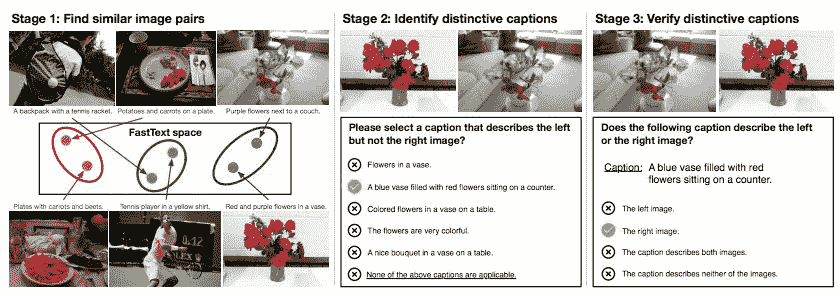 Stage 1: Find similar image pairs
A backpack with a tennis racket.
Potatoes and carrots on a plate.
Purple flowers next to a couch.
FastText space
Plates with carrots and beets.
Tennis player in a yellow shirt.
Red and purple flowers in a vase.
Stage 2: Identify distinctive captions
Please select a caption that describes the left
but not the right image?
Flowers in a vase.
A blue vase filled with red flowers sitting on a counter.
Colored flowers in a vase on a table.
The flowers are very colorful.
A nice bouquet in a vase on a table.
None of the above captions are applicable.
Stage 3: Verify distinctive captions
Does the following caption describe the left
or the right image?
Caption: A blue vase filled with red
flowers sitting on a counter.
The left image.
The right image.
The caption describes both images.
The caption describes neither of the images.